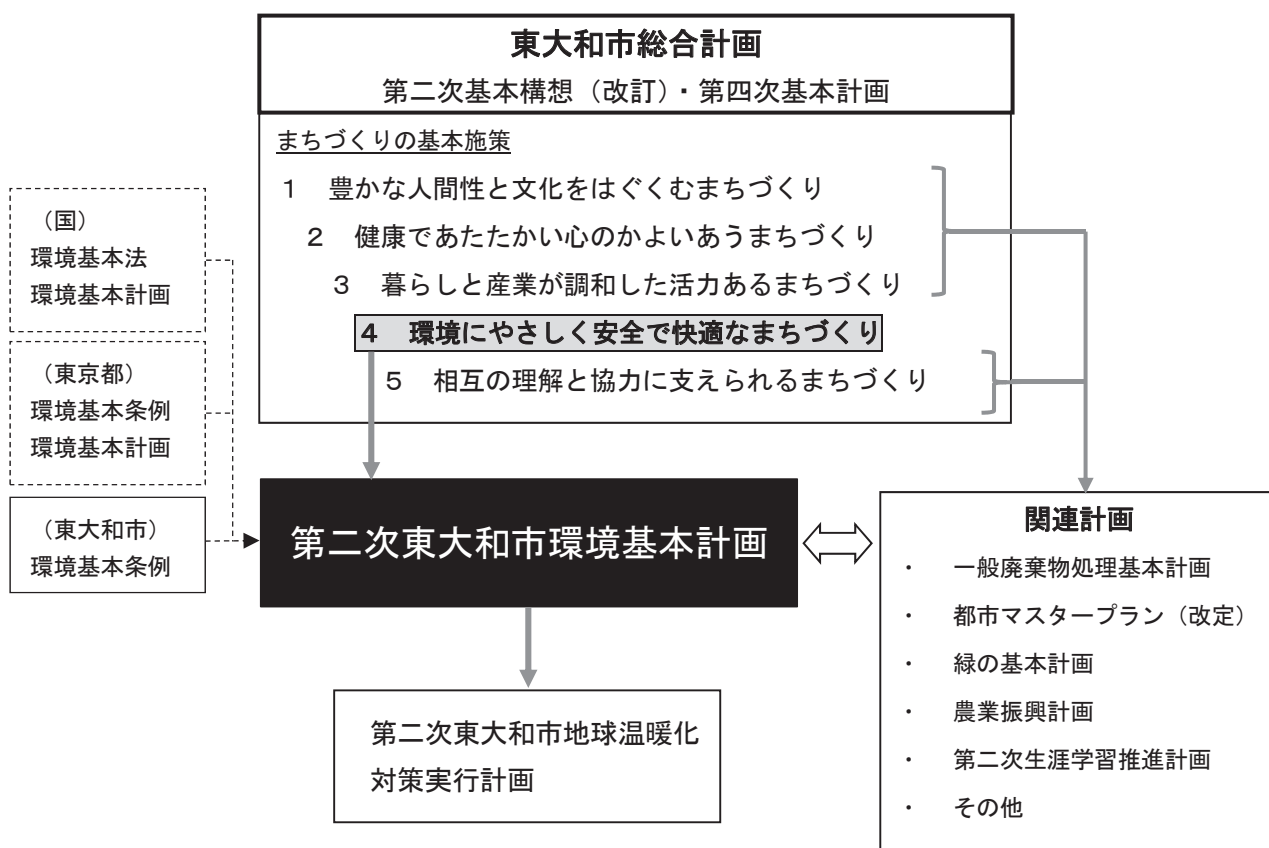 東大和市総合計画
第二次基本構想（改訂）・第四次基本計画
まちづくりの基本施策
１　豊かな人間性と文化をはぐくむまちづくり
２　健康であたたかい心のかよいあうまちづくり
３　暮らしと産業が調和した活力あるまちづくり
４　環境にやさしく安全で快適なまちづくり
５　相互の理解と協力に支えられるまちづくり
（国）
環境基本法
環境基本計画
（東京都）
環境基本条例
環境基本計画
（東大和市）
環境基本条例
第二次東大和市環境基本計画
関連計画
・　一般廃棄物処理基本計画
・　都市マスタープラン（改定）
・　緑の基本計画
・　農業振興計画
・　第二次生涯学習推進計画
・　その他
第二次東大和市地球温暖化
対策実行計画